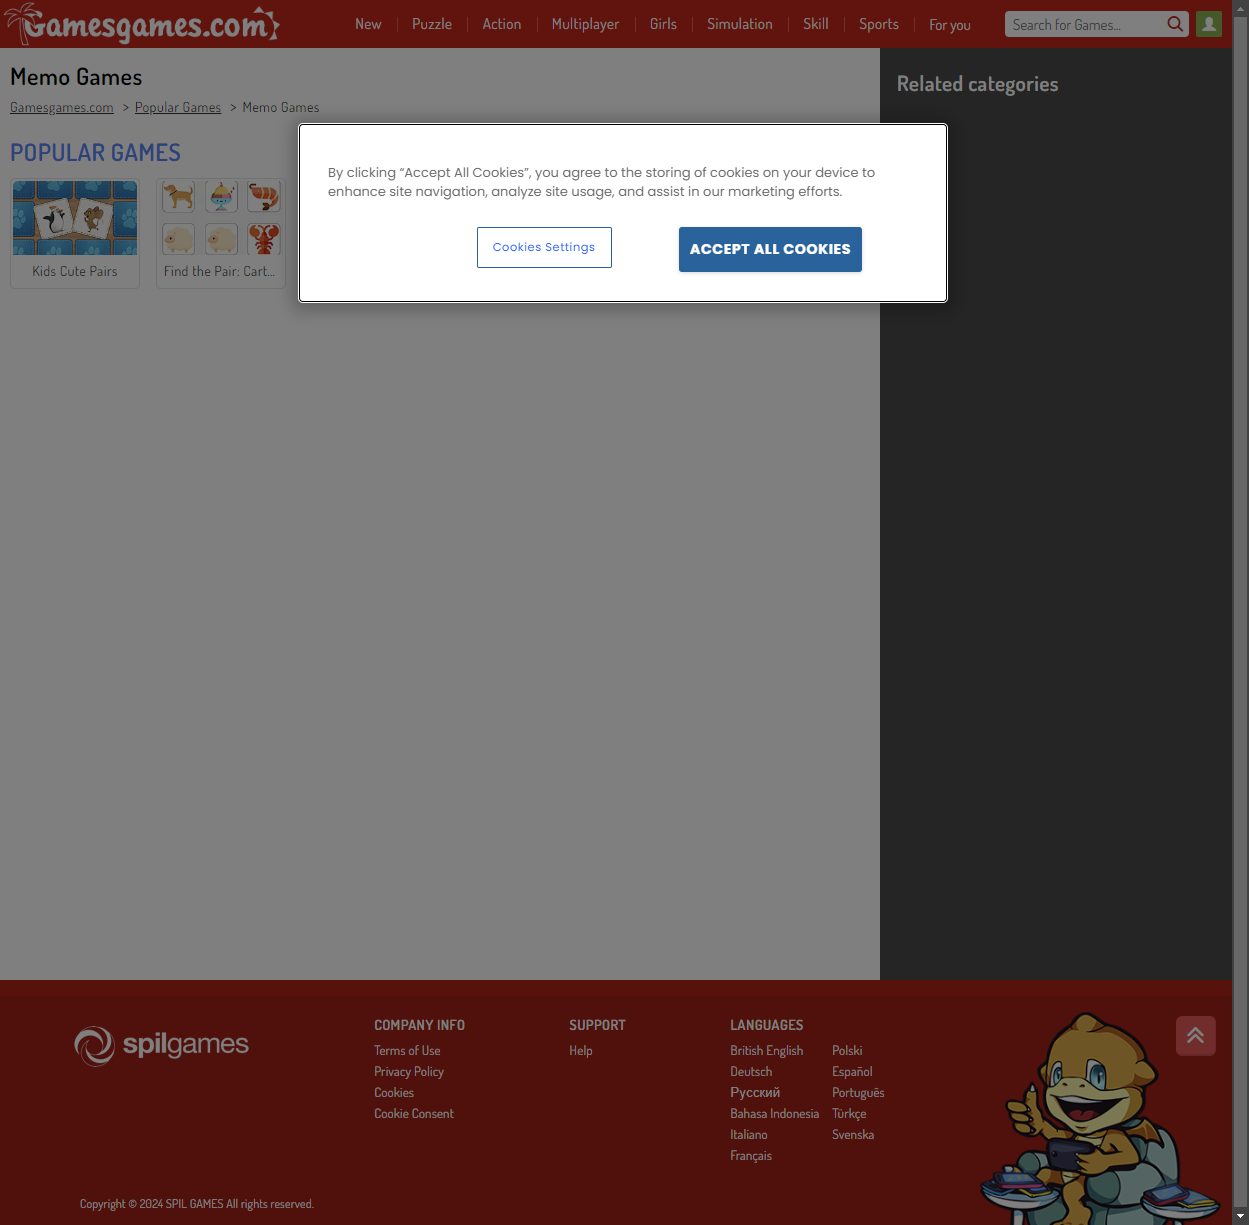 Gamesgames.com
New
Puzzle
Action
Multiplayer
Girls
Simulation
Skill
Sports
For you
Search for Games...
Memo Games
Gamesgames.com > Popular Games > Memo Games
Related categories
POPULAR GAMES
Kids Cute Pairs
Find the Pair: Cart...
By clicking “Accept All Cookies”, you agree to the storing of cookies on your device to
enhance site navigation, analyze site usage, and assist in our marketing efforts.
Cookies Settings
ACCEPT ALL COOKIES
spilgames
COMPANY INFO
Terms of Use
Privacy Policy
Cookies
Cookie Consent
SUPPORT
Help
LANGUAGES
British English
Deutsch
Русский
Bahasa Indonesia
Italiano
Français
Polski
Español
Português
Türkçe
Svenska
Copyright © 2024 SPIL GAMES All rights reserved.